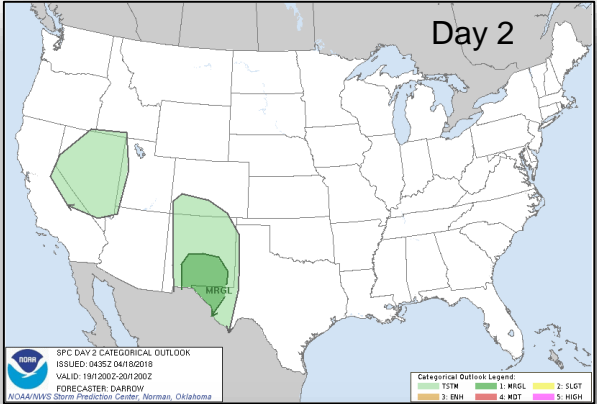 Day 2
MRGL
NOAA
SPC DAY 2 CATEGORICAL OUTLOOK
ISSUED: 0435Z 04/18/2018
VALID: 19/1200Z-20/1200Z
FORECASTER: DARROW
NOAA/NWS Storm Prediction Center, Norman, Oklahoma
Categorical Outlook Legend:
TSTM 1: MRGL 2: SLGT
3: ENH 4: MDT 5: HIGH